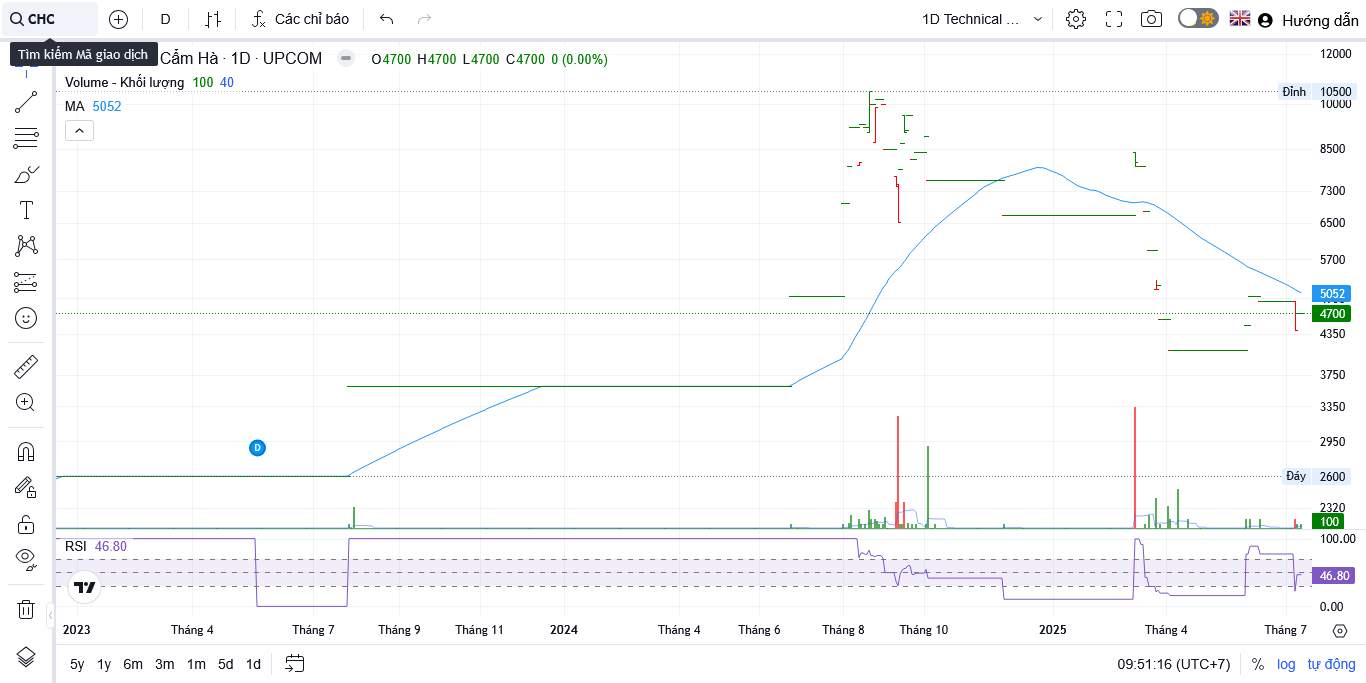 CHC D Các chỉ báo 1D Technical ... Hướng dẫn
Tìm kiếm Mã giao dịch
Cẩm Hà · 1D · UPCOM O4700 H4700 L4700 C4700 0 (0.00%)
Volume - Khối lượng 100 40
MA 5052
12000
Đỉnh 10500
10000
8500
7300
6500
5700
5052
4700
4350
3750
3350
2950
D
Đáy 2600
2320
100
RSI 46.80
100.00
46.80
0.00
2023 Tháng 4 Tháng 7 Tháng 9 Tháng 11 2024 Tháng 4 Tháng 6 Tháng 8 Tháng 10 2025 Tháng 4 Tháng 7
5y 1y 6m 3m 1m 5d 1d 09:51:16 (UTC+7) % log tự động